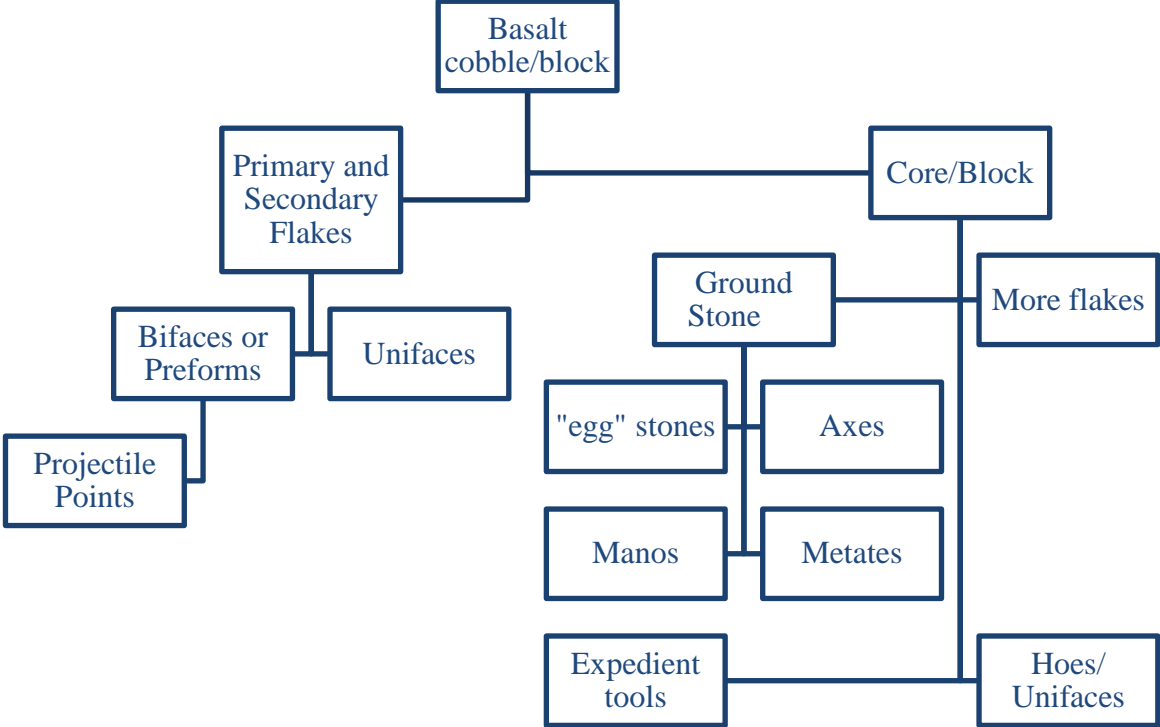 Basalt
cobble/block
Primary and
Secondary
Flakes
Core/Block
Ground
Stone
More flakes
Bifaces or
Preforms
Unifaces
"egg" stones
Axes
Projectile
Points
Manos
Metates
Expedient
tools
Hoes/
Unifaces